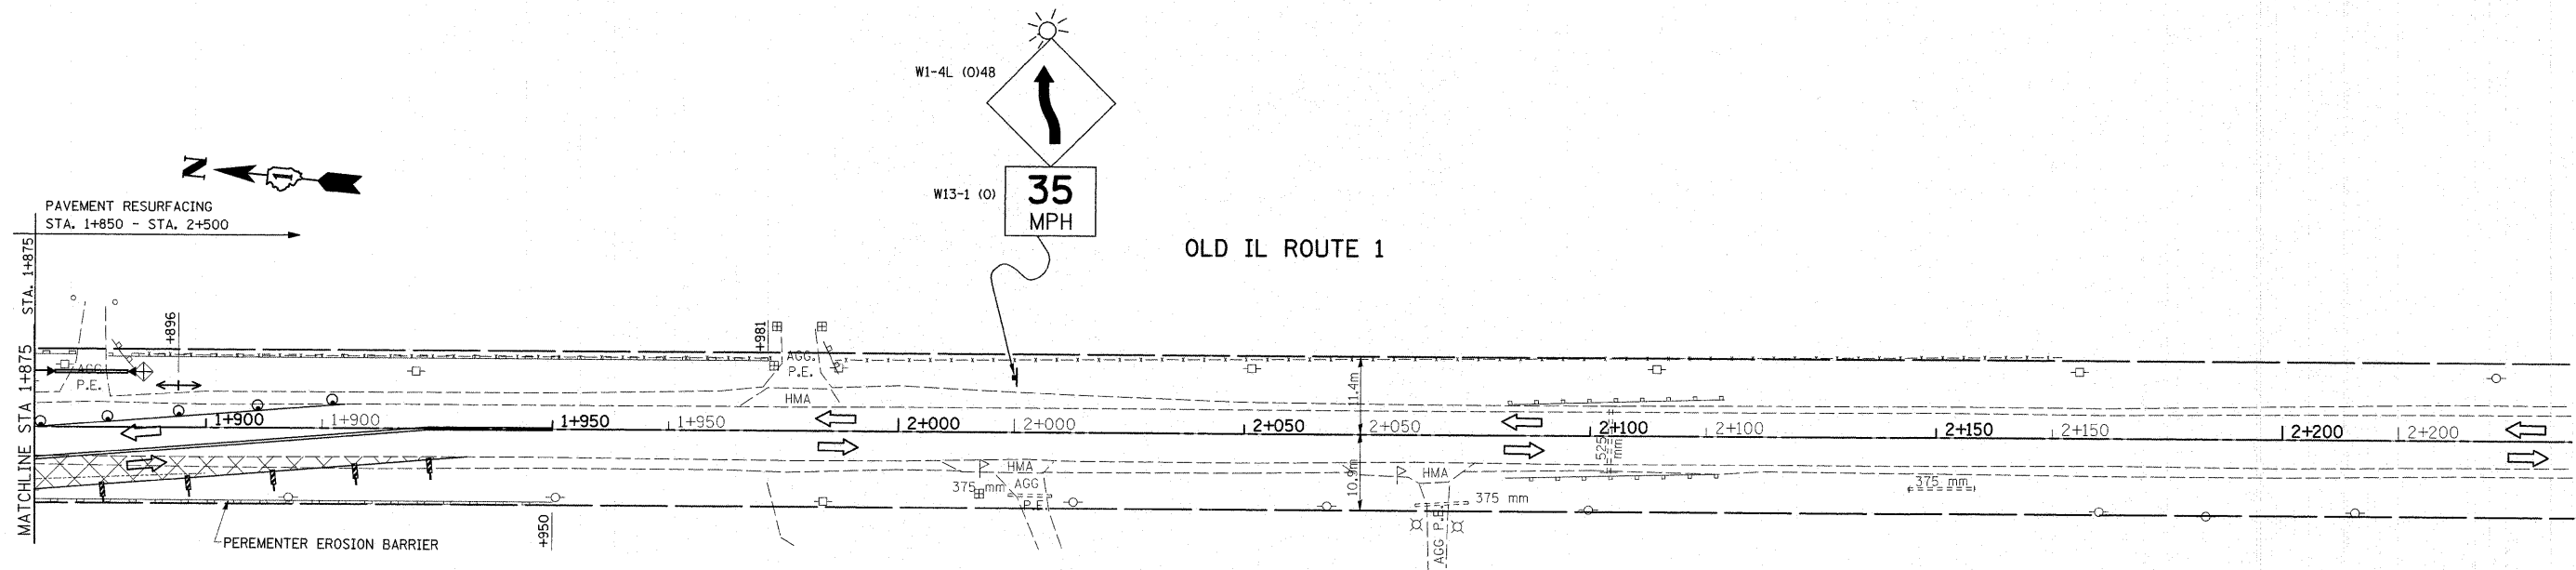 W1-4L (O)48
N
1
W13-1 (O)
35
MPH
PAVEMENT RESURFACING
STA. 1+850 - STA. 2+500
OLD IL ROUTE 1
STA. 1+875
MATCHLINE STA 1+875
+896
+981
AGG
P.E.
AGG.
P.E.
HMA
11.4m
1+900
1+900
1+950
1+950
2+000
2+000
2+050
2+050
2+100
2+100
2+150
2+150
2+200
2+200
525
mm
HMA
375 mm
AGG
P.E
10.9m
HMA
375 mm
AGG P.E.
375 mm
+950
PEREMENTER EROSION BARRIER